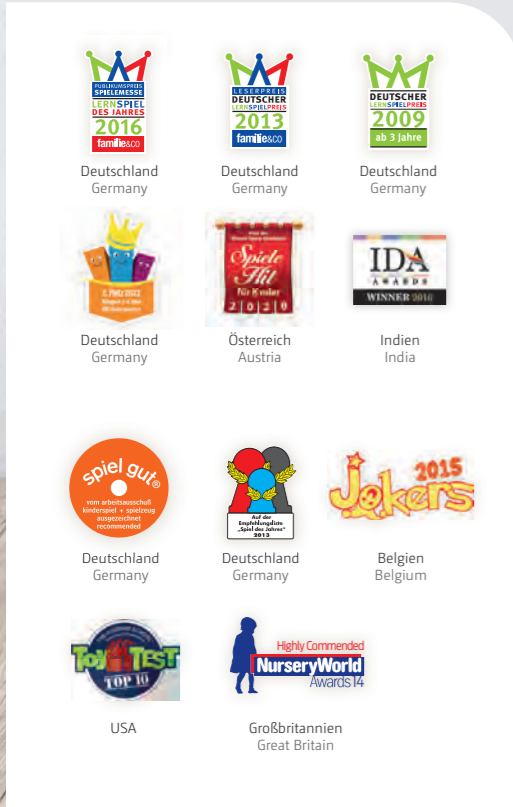 PUBLIKUMSPREIS
SPIELEMESSE
LERNSPIEL
DES JAHRES
2016
familie&co
Deutschland
Germany
LESERPREIS
DEUTSCHER
LERNSPIELPREIS
2013
familie&co
Deutschland
Germany
DEUTSCHER
LERNSPIELPREIS
2009
ab 3 Jahre
Deutschland
Germany
Deutschland
Germany
Spiele
Hit
für Kinder
2020
Österreich
Austria
IDA
AWARDS
WINNER 2016
Indien
India
spiel gut®
vom arbeitsausschuß
kinderspiel + spielzeug
ausgezeichnet
recommended
Deutschland
Germany
Auf der
Empfehlungsliste
„Spiel des Jahres“
2013
Deutschland
Germany
2015
Jokers
Belgien
Belgium
TOY TEST
TOP 10
USA
Highly Commended
NurseryWorld
Awards 14
Großbritannien
Great Britain